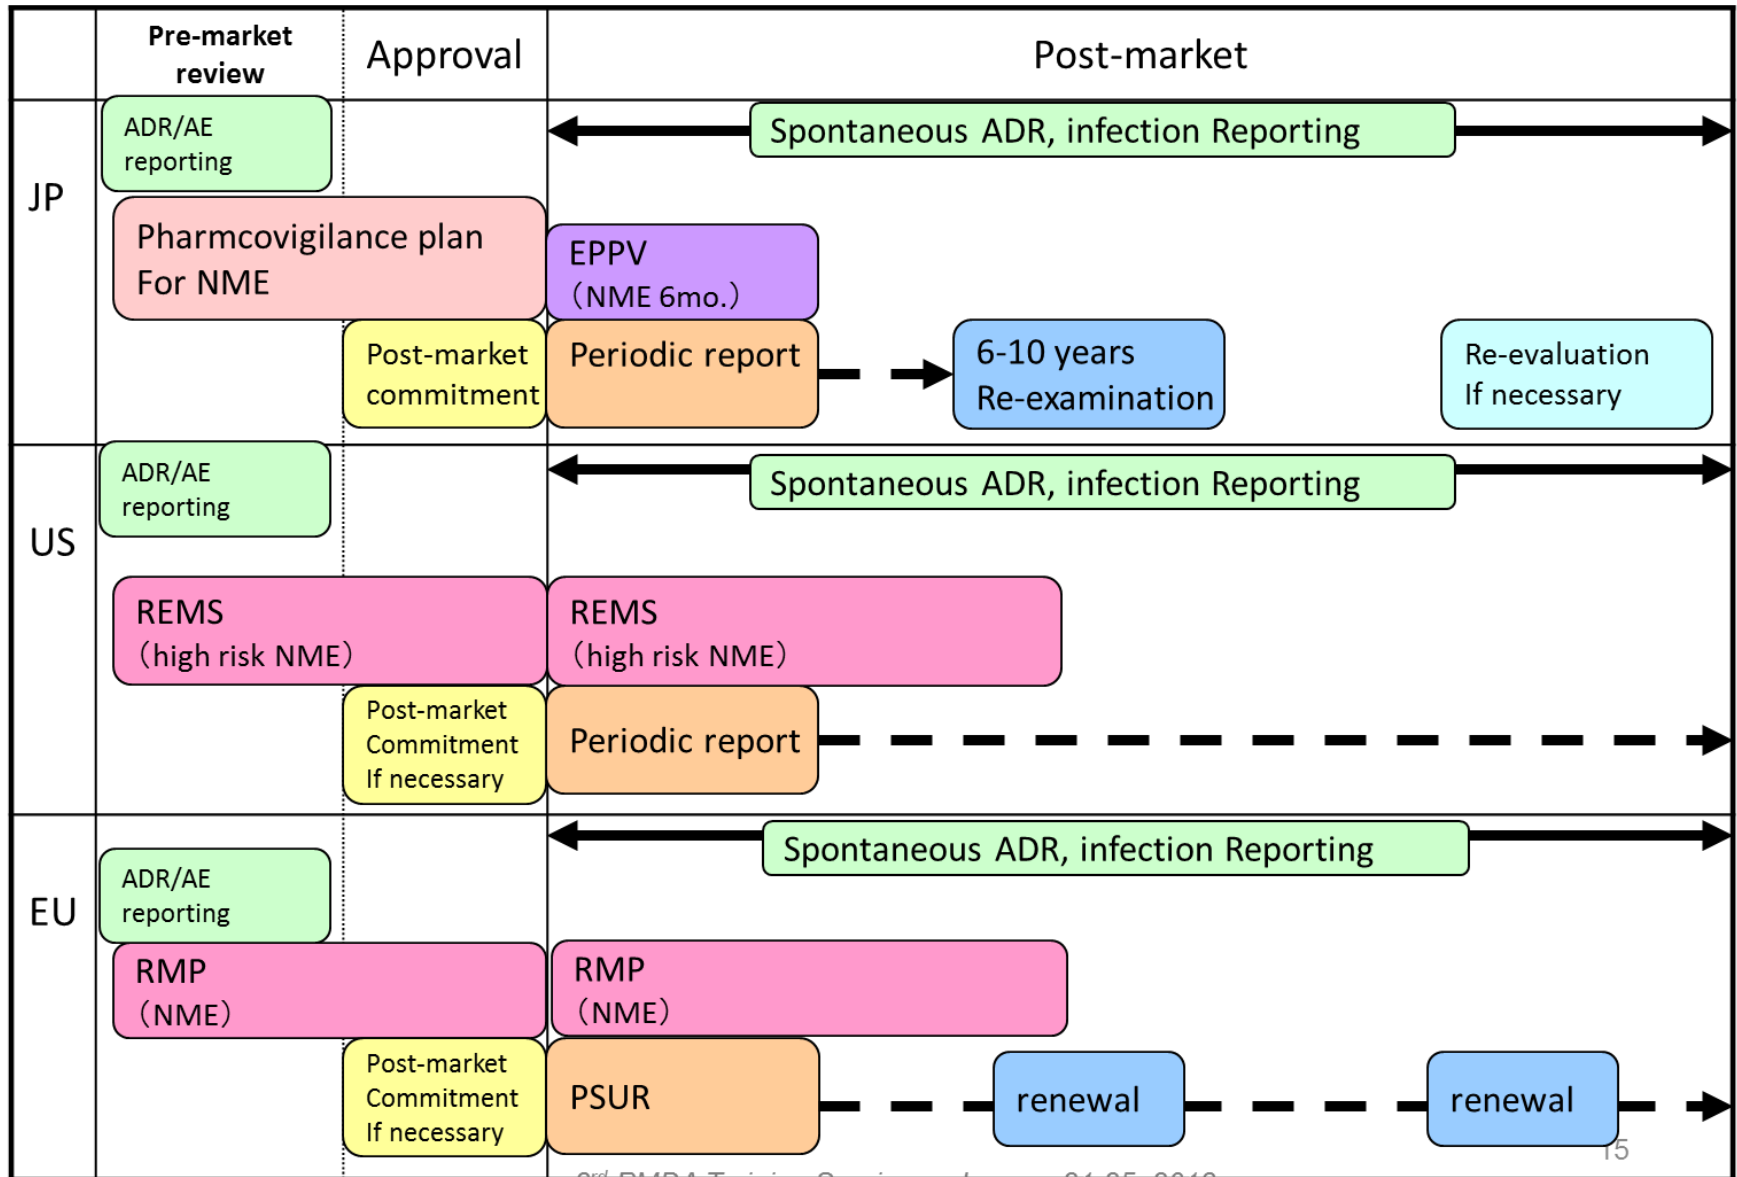 Pre-market
review
Approval
Post-market
JP
ADR/AE
reporting
Spontaneous ADR, infection Reporting
Pharmcovigilance plan
For NME
EPPV
（NME 6mo.）
Post-market
commitment
Periodic report
6-10 years
Re-examination
Re-evaluation
If necessary
US
ADR/AE
reporting
Spontaneous ADR, infection Reporting
REMS
（high risk NME）
REMS
（high risk NME）
Post-market
Commitment
If necessary
Periodic report
EU
ADR/AE
reporting
Spontaneous ADR, infection Reporting
RMP
（NME）
RMP
（NME）
Post-market
Commitment
If necessary
PSUR
renewal
renewal
15